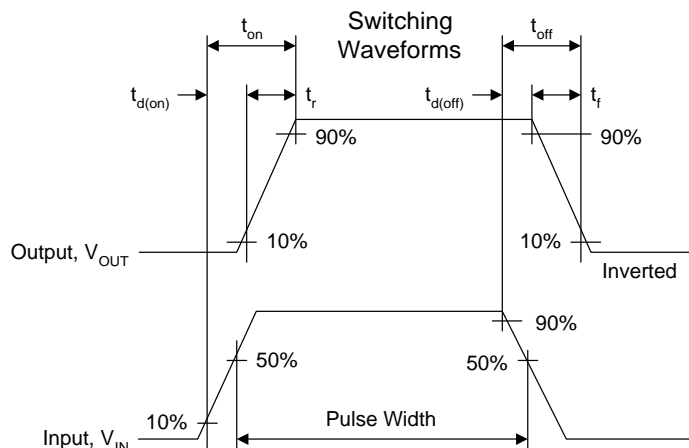 Switching
Waveforms
t_on
t_off
t_d(on)
t_r
t_d(off)
t_f
90%
90%
10%
10%
Output, V_OUT
Inverted
90%
50%
50%
10%
Pulse Width
Input, V_IN